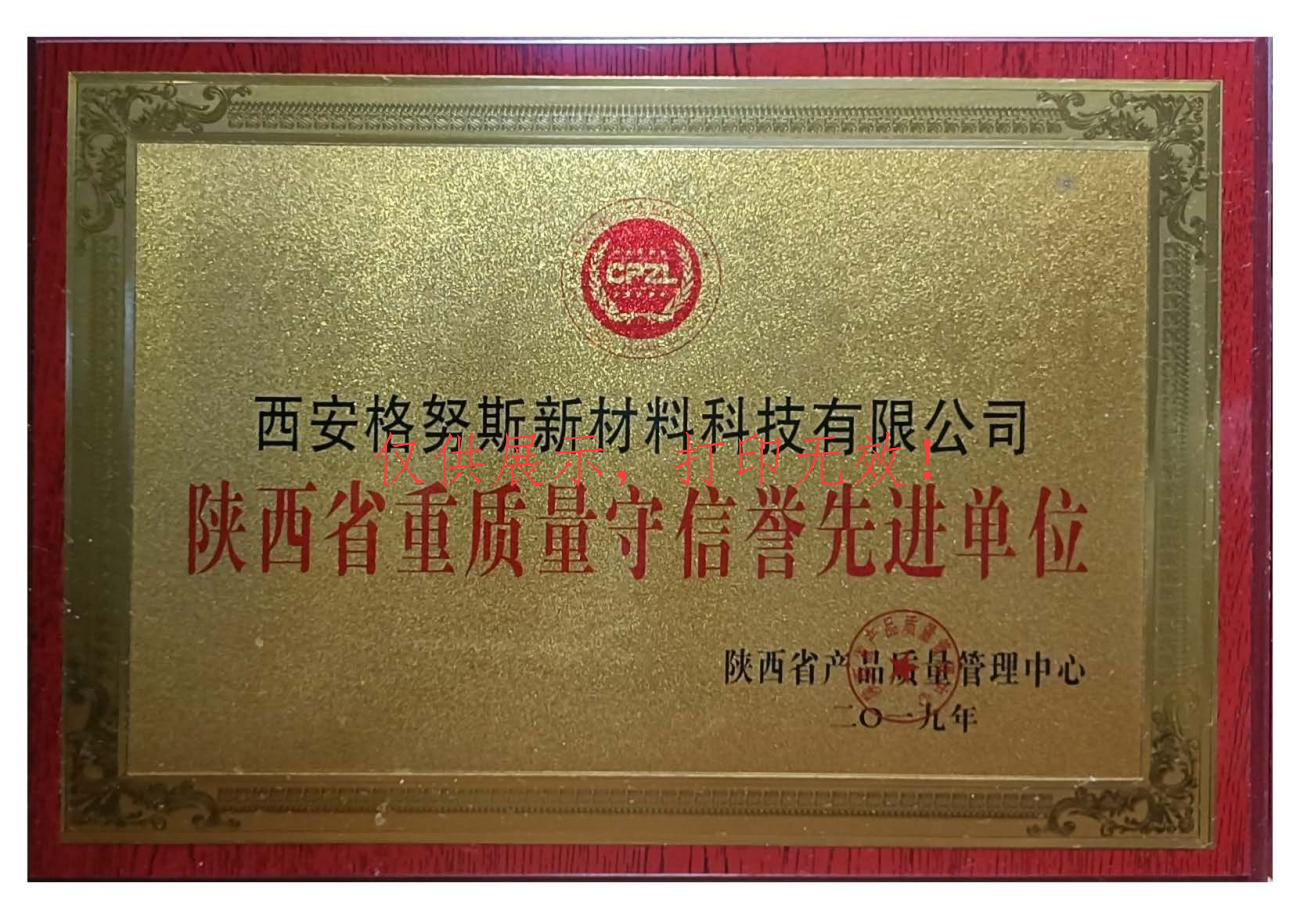 CPZL
西安格努斯新材料科技有限公司
仅供展示，打印无效！
陕西省重质量守信誉先进单位
陕西省产品质量管理中心
二〇一九年